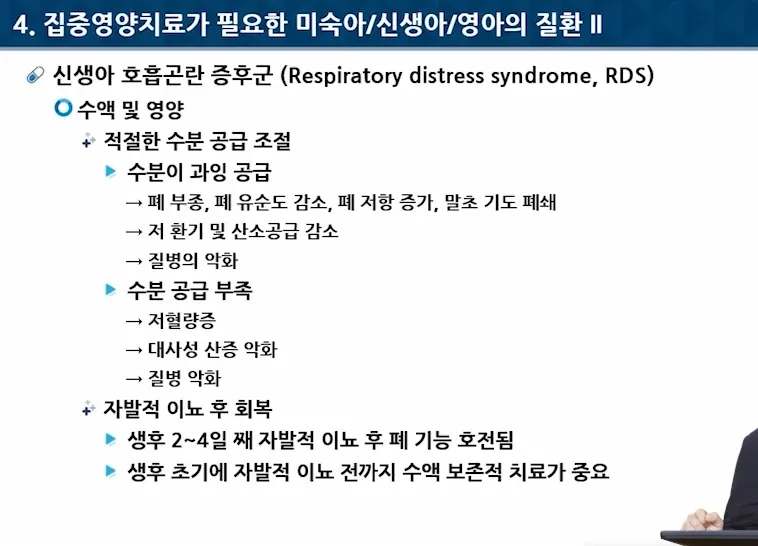 4. 집중영양치료가 필요한 미숙아/신생아/영아의 질환 II
신생아 호흡곤란 증후군 (Respiratory distress syndrome, RDS)
수액 및 영양
적절한 수분 공급 조절
수분이 과잉 공급
→ 폐 부종, 폐 유순도 감소, 폐 저항 증가, 말초 기도 폐쇄
→ 저 환기 및 산소공급 감소
→ 질병의 악화
수분 공급 부족
→ 저혈량증
→ 대사성 산증 악화
→ 질병 악화
자발적 이뇨 후 회복
생후 2~4일 째 자발적 이뇨 후 폐 기능 호전됨
생후 초기에 자발적 이뇨 전까지 수액 보존적 치료가 중요